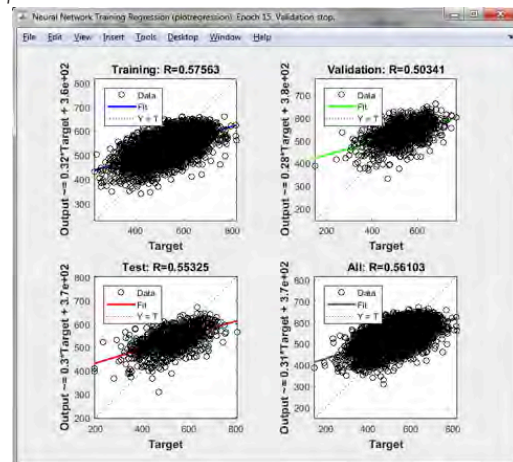 Neural Network Training Regression (plotregression), Epoch 15, Validation stop.
File Edit View Insert Tools Desktop Window Help
Training: R=0.57563
Output ~= 0.32*Target + 3.6e+02
800
700
600
500
400
300
Data
Fit
Y = T
400 600 800
Target
Validation: R=0.50341
Output ~= 0.28*Target + 3.8e+02
800
700
600
500
400
300
200
Data
Fit
Y = T
200 400 600
Target
Test: R=0.55325
Output ~= 0.3*Target + 3.7e+02
800
700
600
500
400
300
200
Data
Fit
Y = T
200 400 600 800
Target
All: R=0.56103
Output ~= 0.31*Target + 3.7e+02
800
700
600
500
400
300
200
Data
Fit
Y = T
200 400 600 800
Target